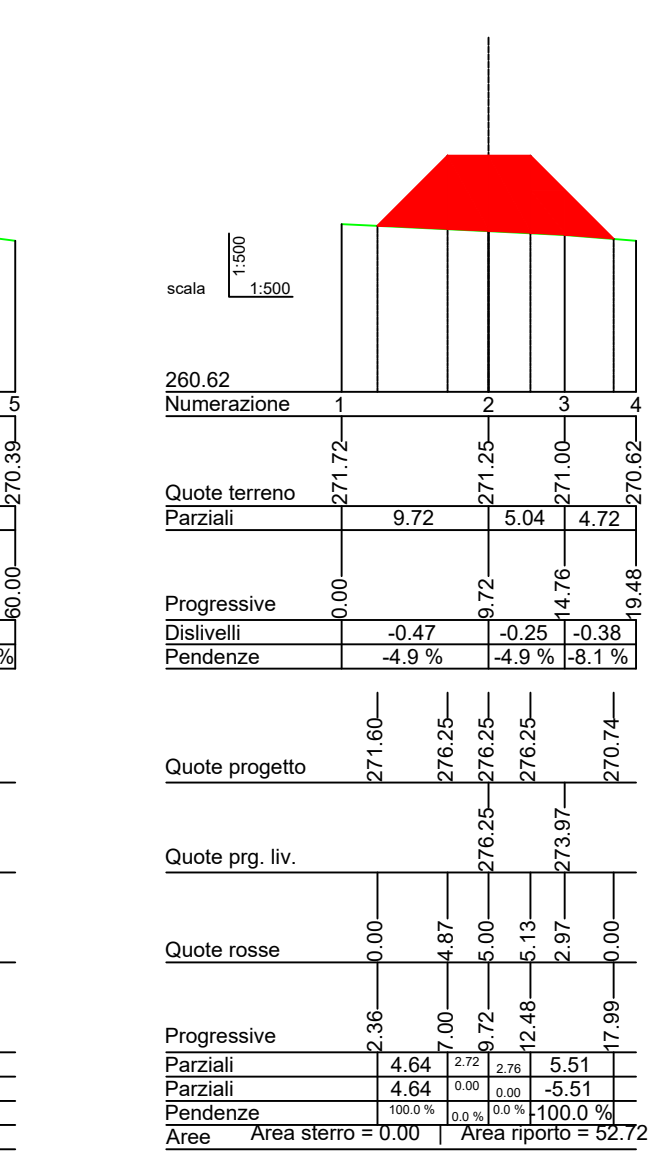 1:500
scala 1:500
260.62
5
Numerazione 1 2 3 4
270.39
Quote terreno 271.72 271.25 271.00 270.62
Parziali 9.72 5.04 4.72
60.00
Progressive 0.00 9.72 14.76 19.48
Dislivelli -0.47 -0.25 -0.38
%
Pendenze -4.9 % -4.9 % -8.1 %
Quote progetto 271.60 276.25 276.25 276.25 270.74
Quote prg. liv. 276.25 273.97
Quote rosse 0.00 4.87 5.00 5.13 2.97 0.00
Progressive 2.36 7.00 9.72 12.48 17.99
Parziali 4.64 2.72 2.76 5.51
Parziali 4.64 0.00 0.00 -5.51
Pendenze 100.0 % 0.0 % 0.0 % -100.0 %
Aree Area sterro = 0.00 | Area riporto = 52.72